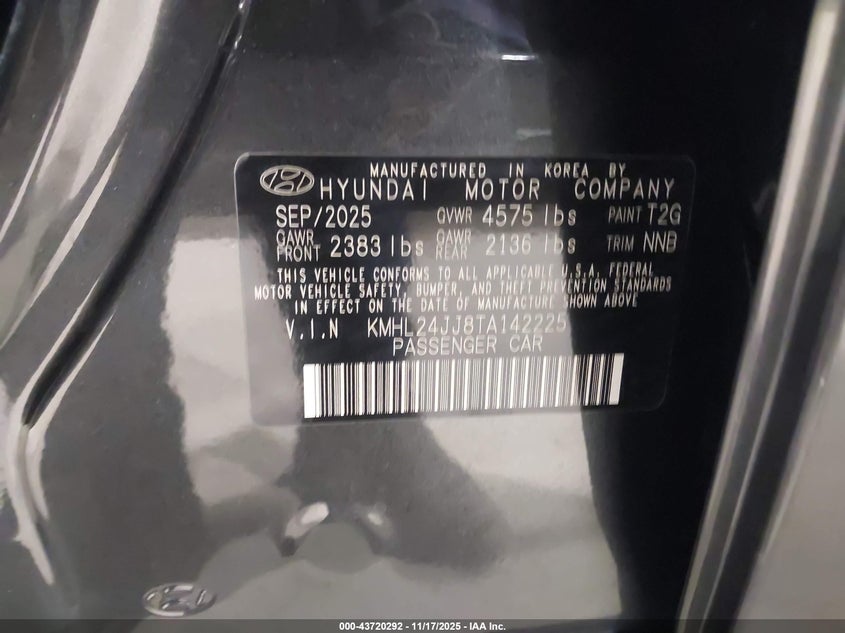 MANUFACTURED IN KOREA BY
HYUNDAI MOTOR COMPANY
SEP/2025 GVWR 4575 lbs PAINT T2G
GAWR FRONT 2383 lbs GAWR REAR 2136 lbs TRIM NNB
THIS VEHICLE CONFORMS TO ALL APPLICABLE U.S.A. FEDERAL
MOTOR VEHICLE SAFETY, BUMPER, AND THEFT PREVENTION STANDARDS
IN EFFECT ON THE DATE OF MANUFACTURE SHOWN ABOVE
V.I.N KMHL24JJ8TA142225
PASSENGER CAR
000-43720292 - 11/17/2025 - IAA Inc.